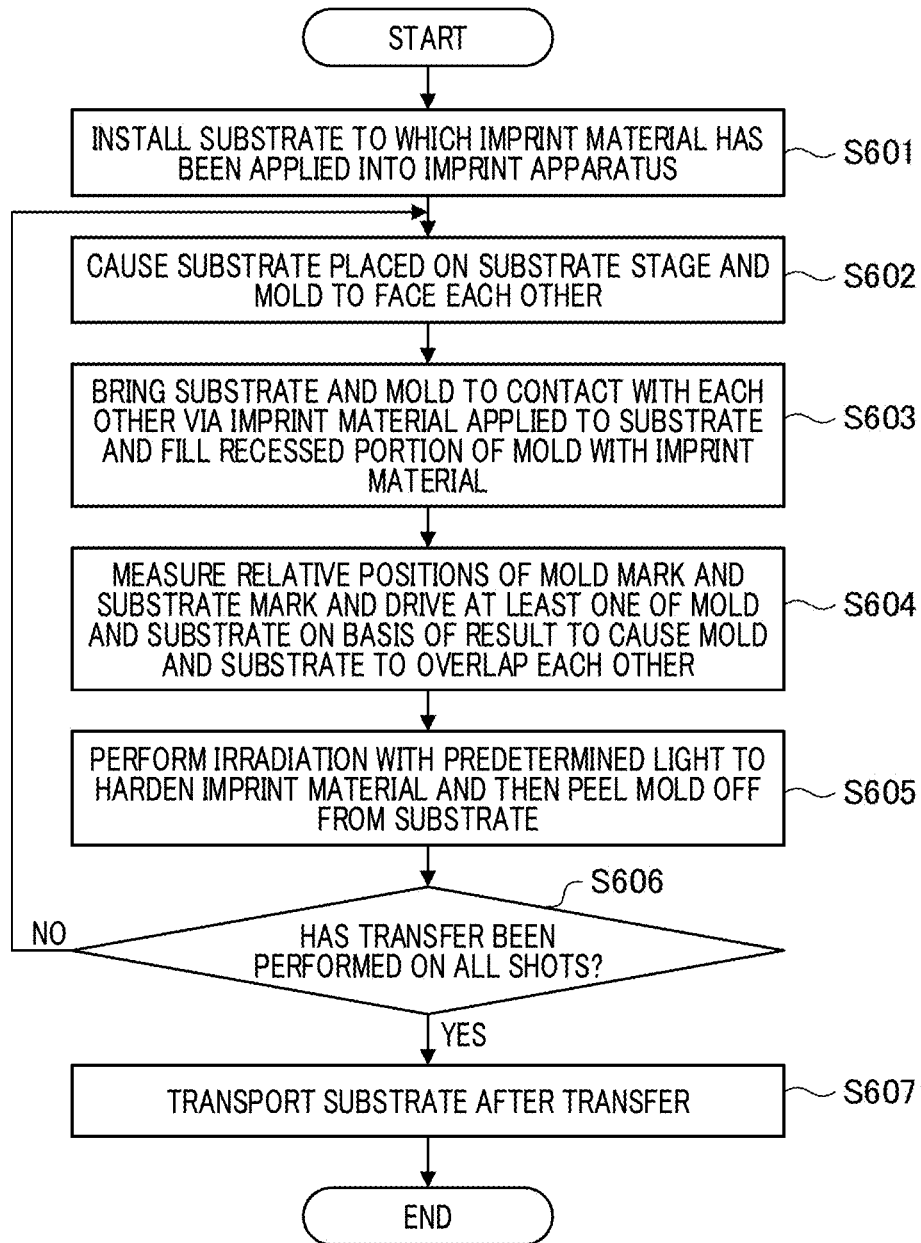 START
INSTALL SUBSTRATE TO WHICH IMPRINT MATERIAL HAS
BEEN APPLIED INTO IMPRINT APPARATUS
S601
CAUSE SUBSTRATE PLACED ON SUBSTRATE STAGE AND
MOLD TO FACE EACH OTHER
S602
BRING SUBSTRATE AND MOLD TO CONTACT WITH EACH
OTHER VIA IMPRINT MATERIAL APPLIED TO SUBSTRATE
AND FILL RECESSED PORTION OF MOLD WITH IMPRINT
MATERIAL
S603
MEASURE RELATIVE POSITIONS OF MOLD MARK AND
SUBSTRATE MARK AND DRIVE AT LEAST ONE OF MOLD
AND SUBSTRATE ON BASIS OF RESULT TO CAUSE MOLD
AND SUBSTRATE TO OVERLAP EACH OTHER
S604
PERFORM IRRADIATION WITH PREDETERMINED LIGHT TO
HARDEN IMPRINT MATERIAL AND THEN PEEL MOLD OFF
FROM SUBSTRATE
S605
S606
NO
HAS TRANSFER BEEN
PERFORMED ON ALL SHOTS?
YES
TRANSPORT SUBSTRATE AFTER TRANSFER
S607
END